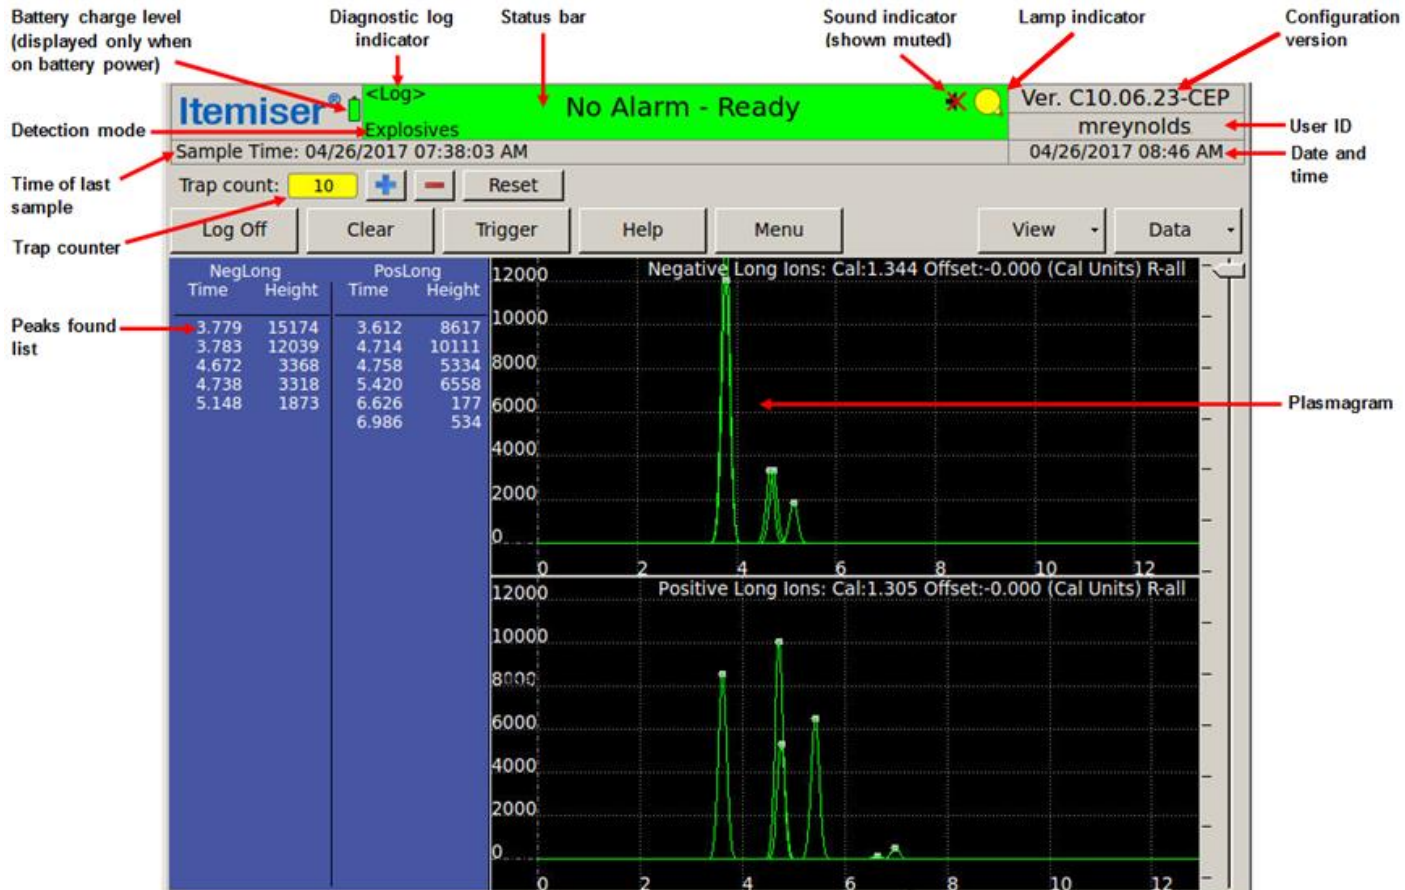 Battery charge level
(displayed only when
on battery power)
Diagnostic log
indicator
Status bar
Sound indicator
(shown muted)
Lamp indicator
Configuration
version
Itemiser®
<Log>
No Alarm - Ready
Explosives
Ver. C10.06.23-CEP
Detection mode
mreynolds
User ID
Sample Time: 04/26/2017 07:38:03 AM
04/26/2017 08:46 AM
Date and
time
Time of last
sample
Trap count: 10 + − Reset
Trap counter
Log Off Clear Trigger Help Menu View Data
NegLong PosLong
Time Height Time Height
Peaks found
list
3.779 15174 3.612 8617
3.783 12039 4.714 10111
4.672 3368 4.758 5334
4.738 3318 5.420 6558
5.148 1873 6.626 177
6.986 534
Negative Long Ions: Cal:1.344 Offset:-0.000 (Cal Units) R-all
12000
10000
8000
6000
4000
2000
0
0 2 4 6 8 10 12
Plasmagram
Positive Long Ions: Cal:1.305 Offset:-0.000 (Cal Units) R-all
12000
10000
8000
6000
4000
2000
0
0 2 4 6 8 10 12